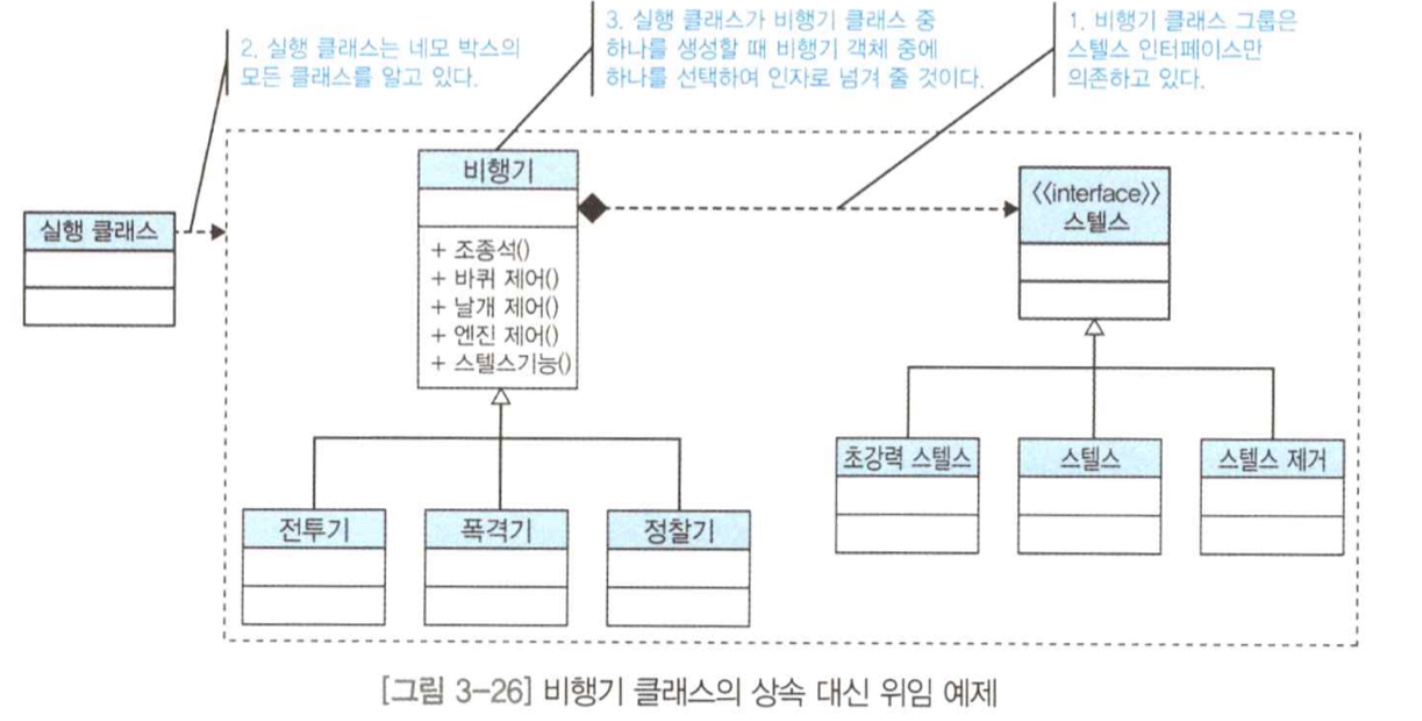 2. 실행 클래스는 네모 박스의
모든 클래스를 알고 있다.
3. 실행 클래스가 비행기 클래스 중
하나를 생성할 때 비행기 객체 중에
하나를 선택하여 인자로 넘겨 줄 것이다.
1. 비행기 클래스 그룹은
스텔스 인터페이스만
의존하고 있다.
실행 클래스
비행기
+ 조종석()
+ 바퀴 제어()
+ 날개 제어()
+ 엔진 제어()
+ 스텔스기능()
<<interface>>
스텔스
전투기
폭격기
정찰기
초강력 스텔스
스텔스
스텔스 제거
[그림 3-26] 비행기 클래스의 상속 대신 위임 예제